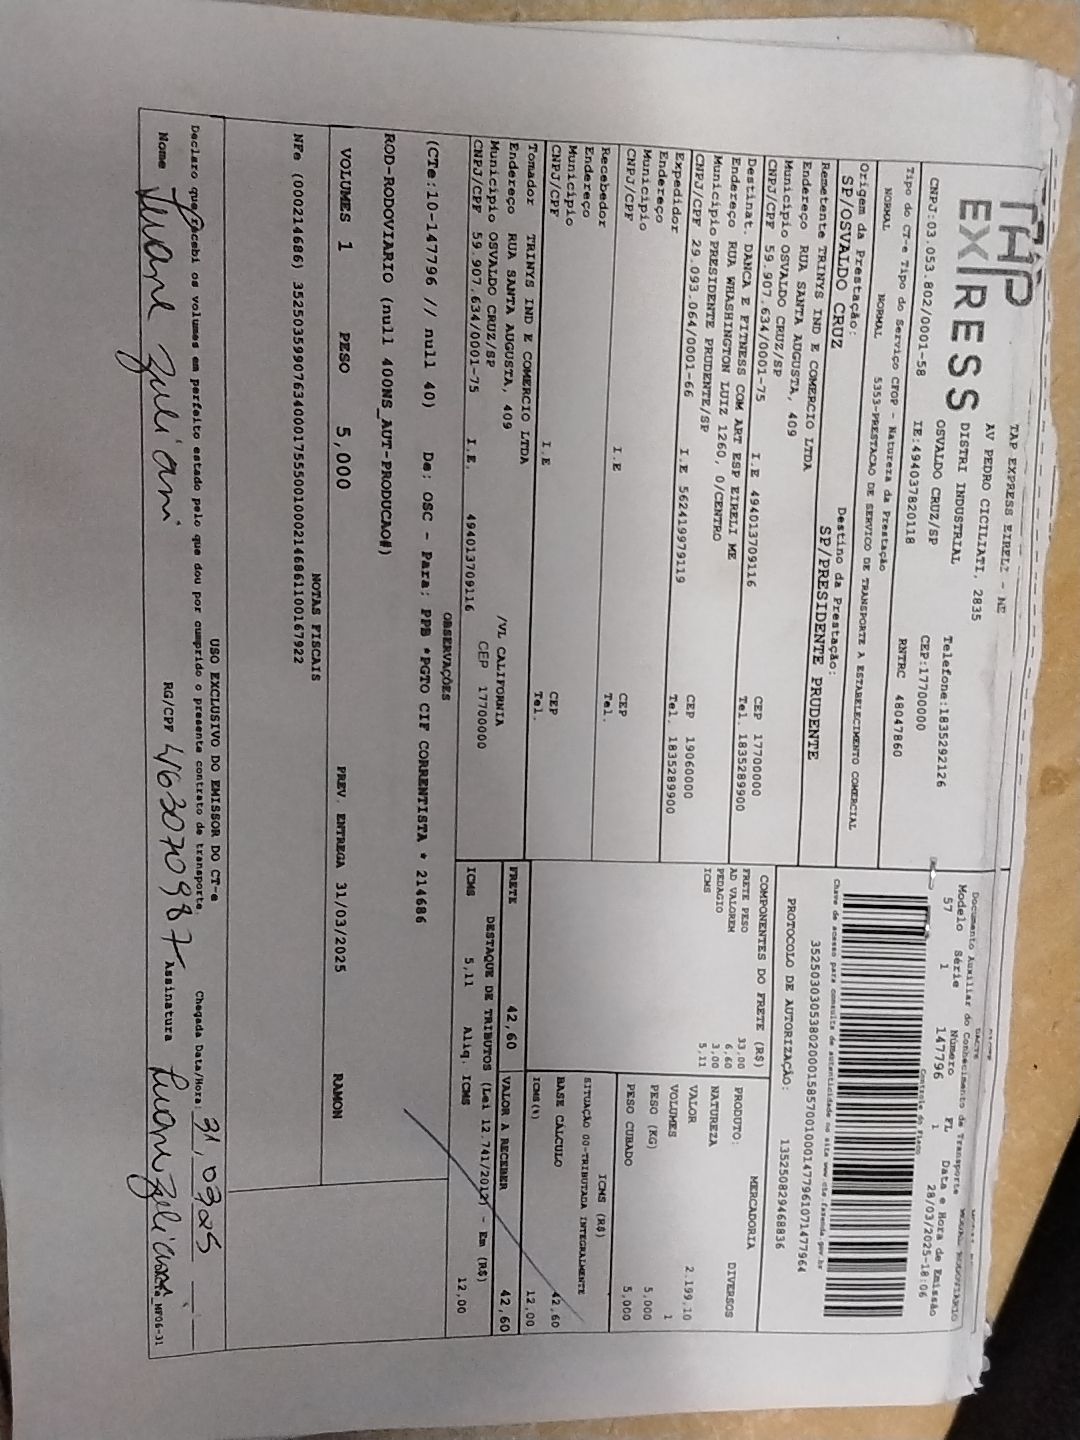 TAP EXPRESS
TAP EXPRESS EIRELI - ME
AV PEDRO CICILIATI, 2835
DISTRI INDUSTRIAL Telefone:1835292126
OSVALDO CRUZ/SP CEP:17700000
CNPJ:03.053.802/0001-58 IE:494037820118 RNTRC 48047860
Tipo do CT-e Tipo do Serviço CFOP - Natureza da Prestação
NORMAL NORMAL 5353-PRESTACAO DE SERVICO DE TRANSPORTE A ESTABELECIMENTO COMERCIAL
Origem da Prestação: Destino da Prestação:
SP/OSVALDO CRUZ SP/PRESIDENTE PRUDENTE
Remetente TRINYS IND E COMERCIO LTDA
Endereço RUA SANTA AUGUSTA, 409
Município OSVALDO CRUZ/SP CEP 17700000
CNPJ/CPF 59.907.634/0001-75 I.E 494013709116 Tel. 1835289900
Destinat. DANCA E FITNESS COM ART ESP EIRELI ME
Endereço RUA WHASHINGTON LUIZ 1260, 0/CENTRO
Município PRESIDENTE PRUDENTE/SP CEP 19060000
CNPJ/CPF 29.093.064/0001-66 I.E 562419979119 Tel. 1835289900
Expedidor
Endereço
Município CEP
CNPJ/CPF I.E Tel.
Recebedor
Endereço
Município CEP
CNPJ/CPF I.E Tel.
Tomador TRINYS IND E COMERCIO LTDA
Endereço RUA SANTA AUGUSTA, 409 /VL CALIFORNIA
Município OSVALDO CRUZ/SP CEP 17700000
CNPJ/CPF 59.907.634/0001-75 I.E. 494013709116
Documento Auxiliar do Conhecimento de Transporte
Modelo Série Número FL Data e Hora de Emissão
57 1 147796 1 28/03/2025-18:06
Controle do Fisco
Chave de acesso para consulta de autenticidade no site www.cte.fazenda.gov.br
35250303053802000158570010001477961071477964
PROTOCOLO DE AUTORIZAÇÃO: 135250829468836
COMPONENTES DO FRETE (R$)
FRETE PESO 33,00
AD VALOREM 6,60
PEDAGIO 3,00
ICMS 5,11
MERCADORIA
PRODUTO: DIVERSOS
NATUREZA
VALOR 2.199,10
VOLUMES 1
PESO (KG) 5,000
PESO CUBADO 5,000
ICMS (R$)
SITUAÇÃO 00-TRIBUTADA INTEGRALMENTE
BASE CÁLCULO 42,60
ICMS(%) 12,00
FRETE 42,60 VALOR A RECEBER 42,60
DESTAQUE DE TRIBUTOS (Lei 12.741/2012) - Em (R$)
ICMS 5,11 Aliq. ICMS 12,00
OBSERVAÇÕES
(CTe:10-147796 // null 40) De: OSC - Para: PPB *PGTO CIF CORRENTISTA * 214686
ROD-RODOVIARIO (null 400NS_AUT-PRODUCAO#)
VOLUMES 1 PESO 5,000 PREV. ENTREGA 31/03/2025 RAMON
NOTAS FISCAIS
NFe (000214686) 35250359907634000175550010002146861100167922
USO EXCLUSIVO DO EMISSOR DO CT-e
Declaro que recebi os volumes em perfeito estado pelo que dou por cumprido o presente contrato de transporte. Chegada Data/Hora: 31,0325
Nome Luane Zuliani RG/CPF 463070987 Assinatura Luane Zuliani